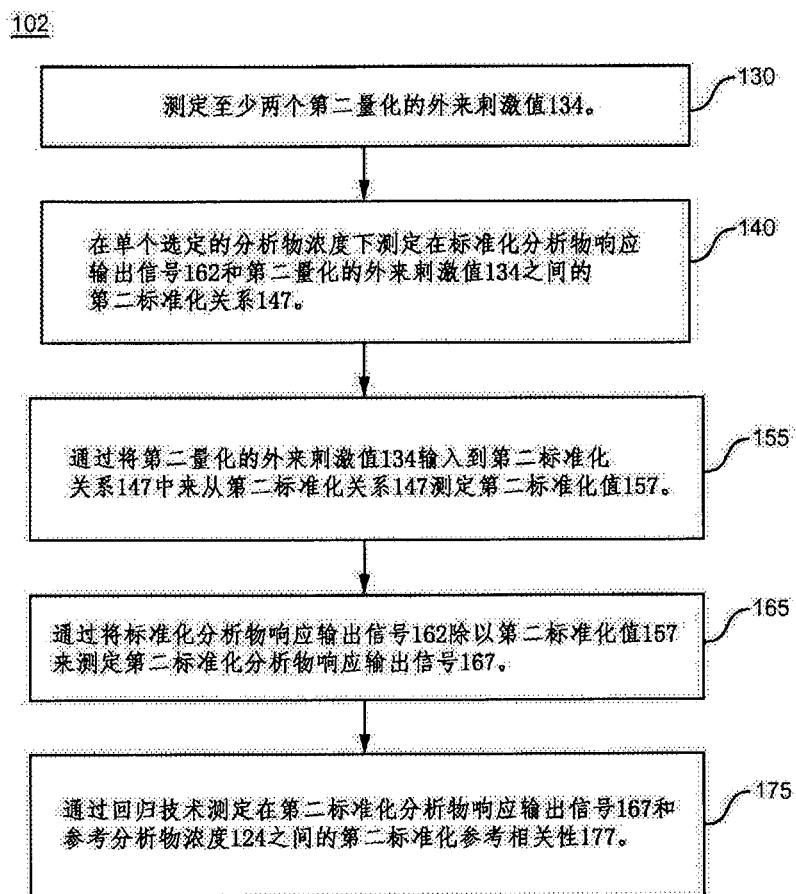 102
130
测定至少两个第二量化的外来刺激值134。
140
在单个选定的分析物浓度下测定在标准化分析物响应
输出信号162和第二量化的外来刺激值134之间的
第二标准化关系147。
155
通过将第二量化的外来刺激值134输入到第二标准化
关系147中来从第二标准化关系147测定第二标准化值157。
165
通过将标准化分析物响应输出信号162除以第二标准化值157
来测定第二标准化分析物响应输出信号167。
175
通过回归技术测定在第二标准化分析物响应输出信号167和
参考分析物浓度124之间的第二标准化参考相关性177。